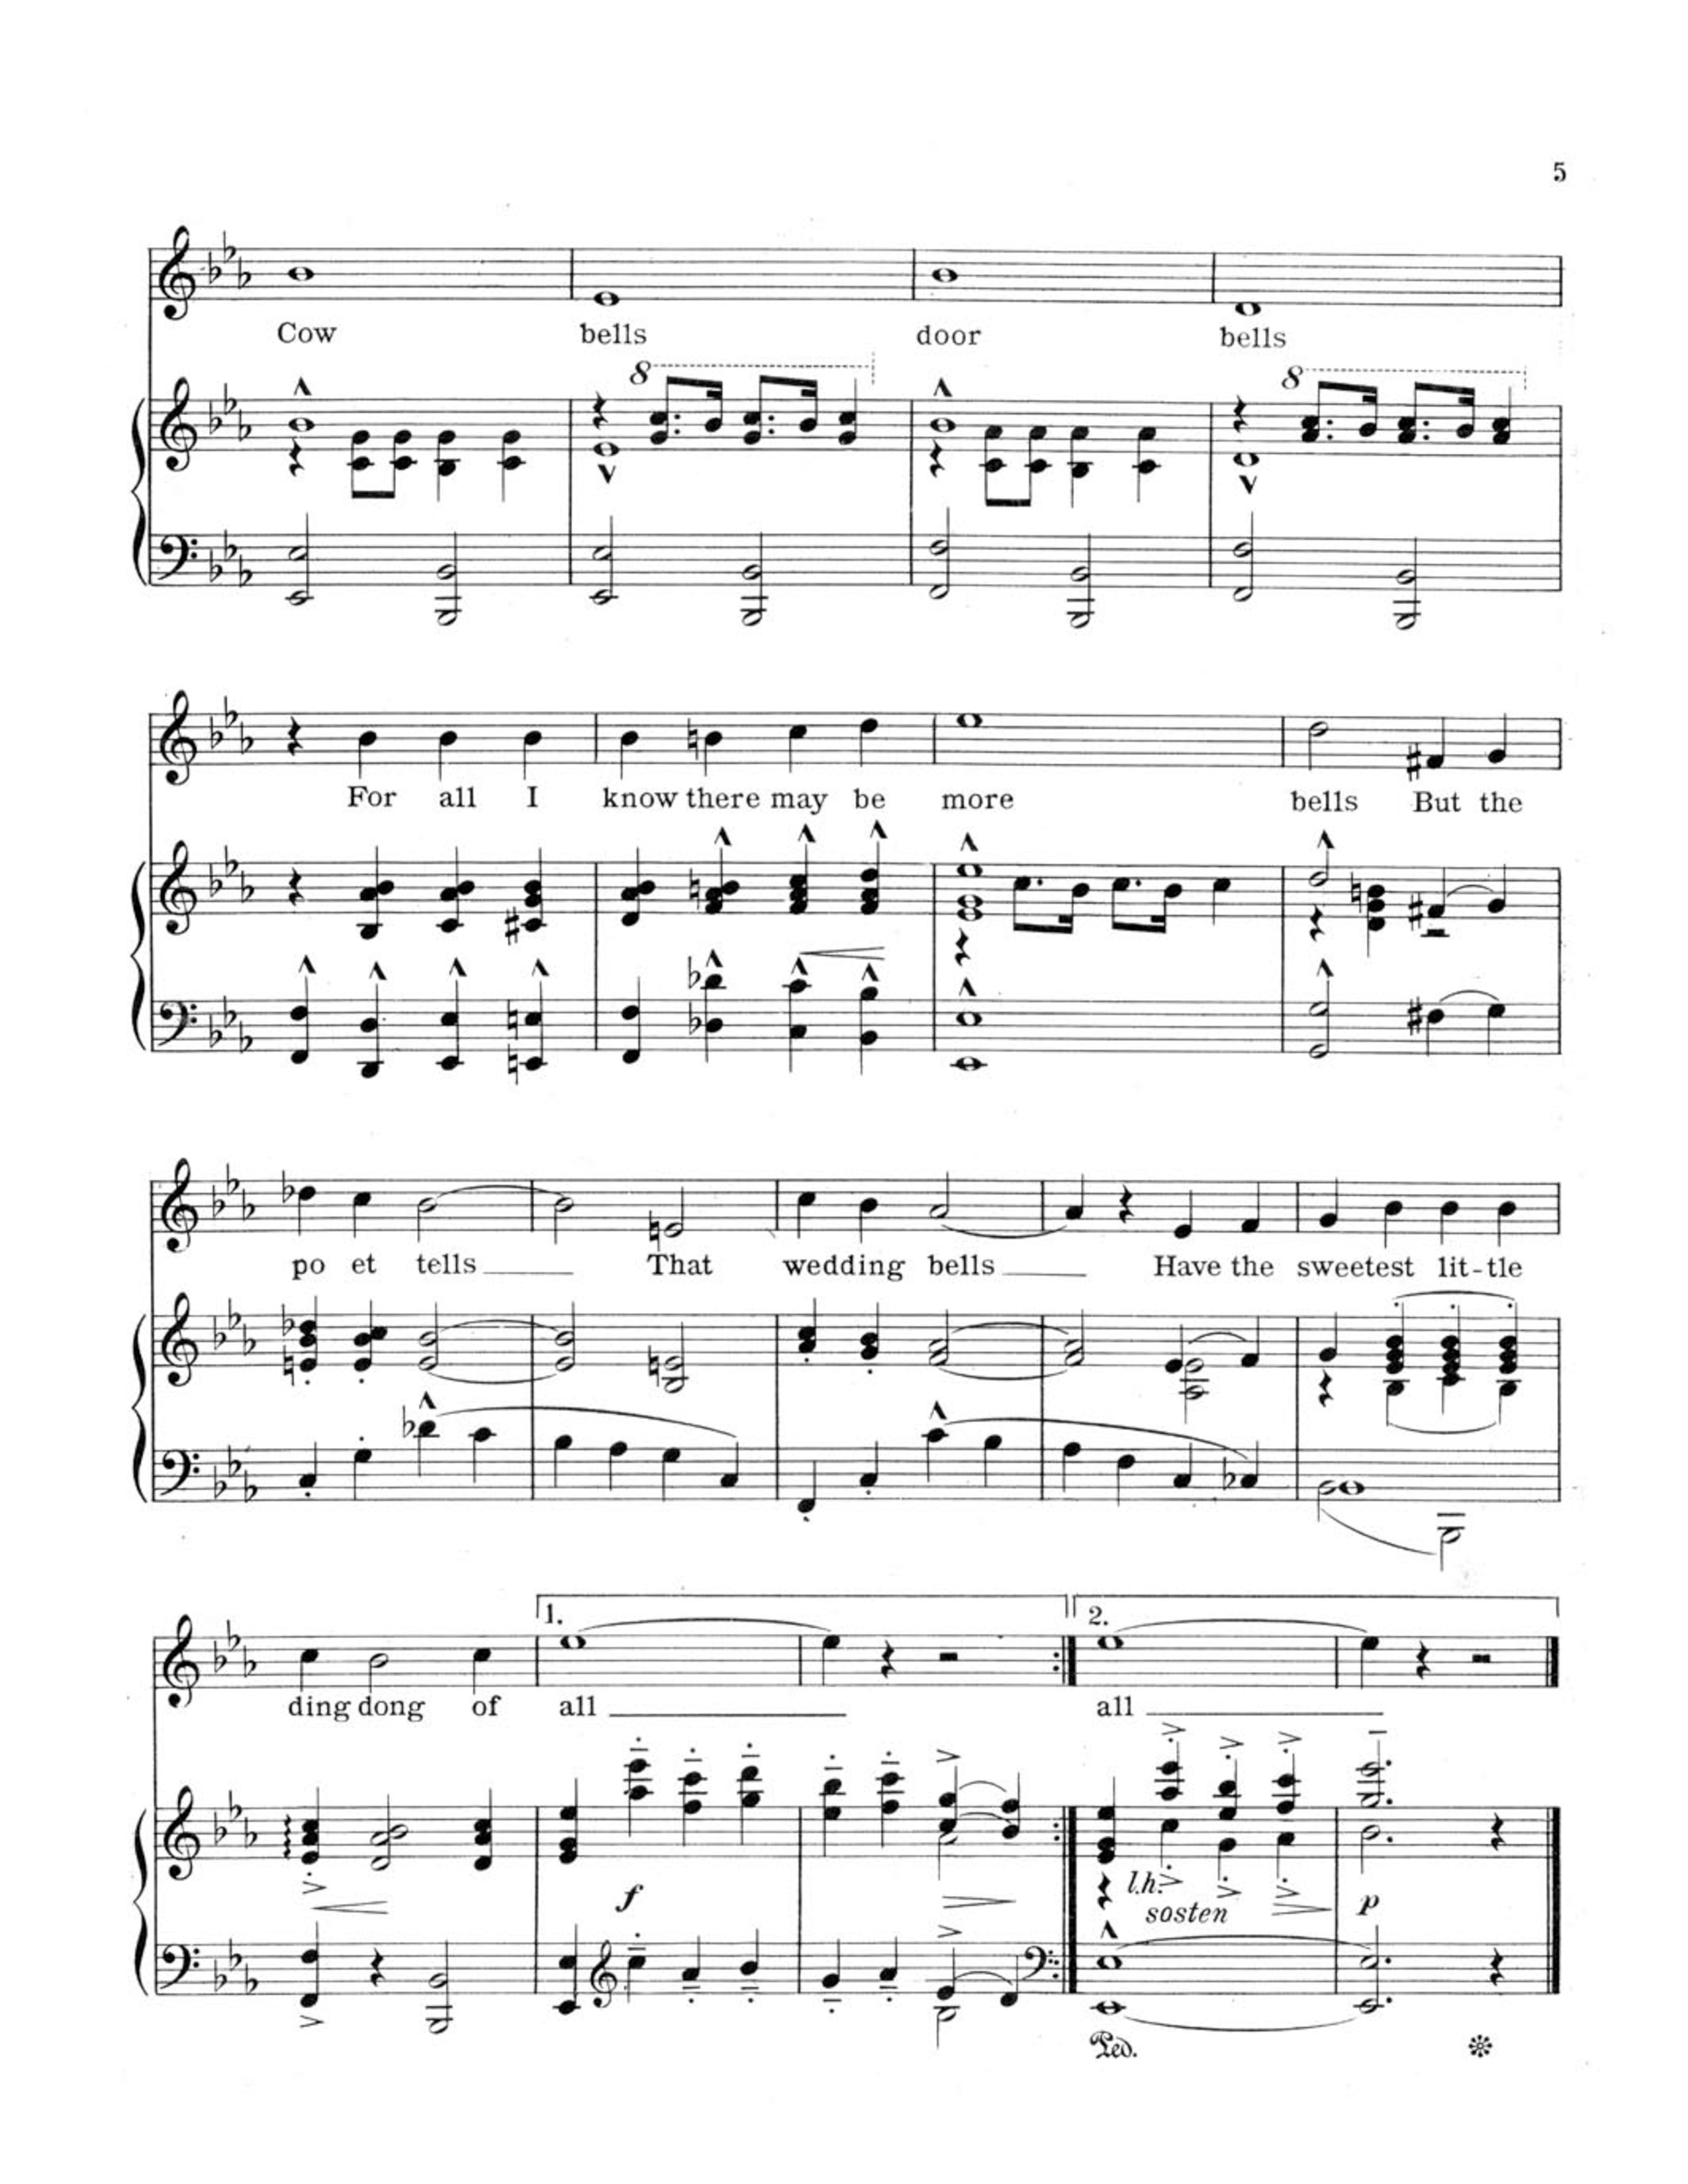 5
Cow bells door bells
8 8
For all I know there may be more bells But the
po et tells That wedding bells Have the sweetest lit-tle
1. 2.
ding dong of all all
f l.h. p
sosten
Ped.